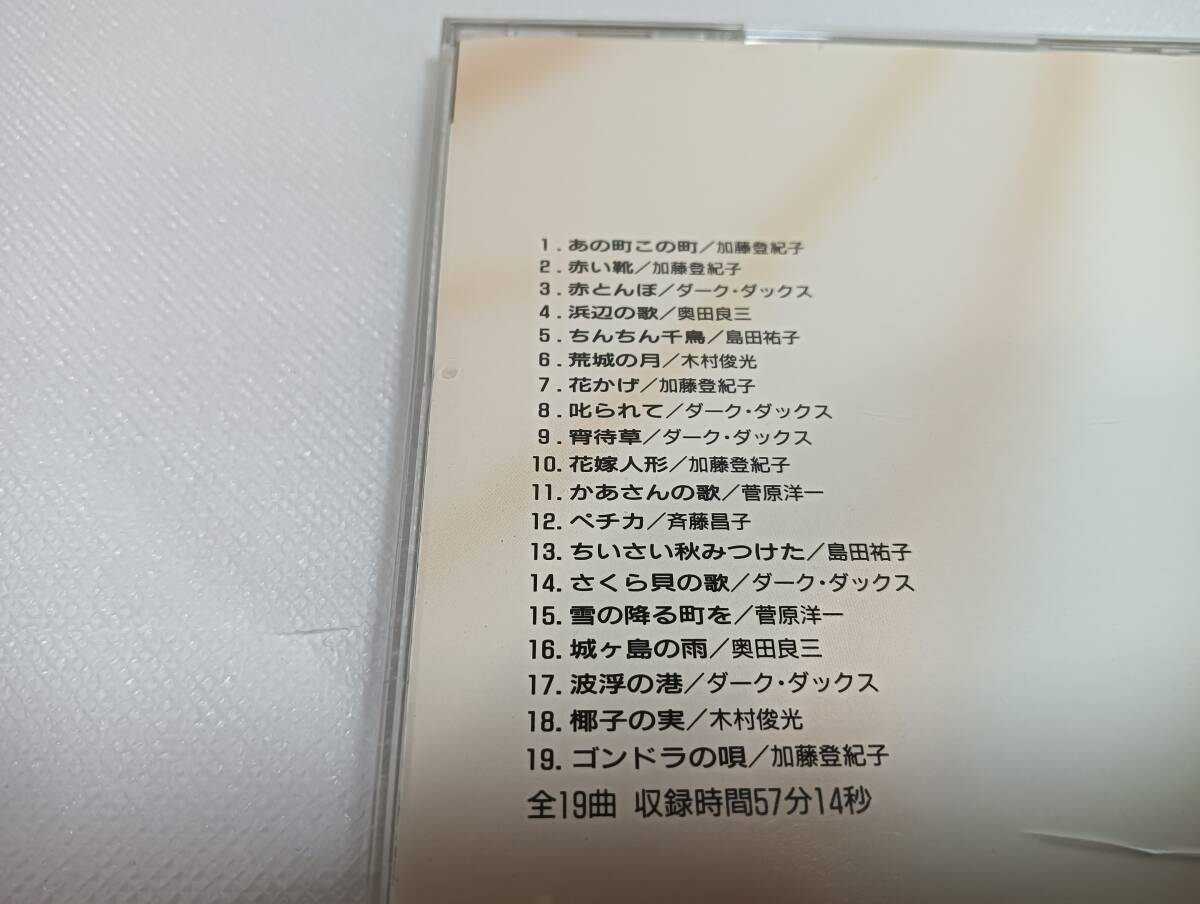 1. あの町この町／加藤登紀子
2. 赤い靴／加藤登紀子
3. 赤とんぼ／ダーク・ダックス
4. 浜辺の歌／奥田良三
5. ちんちん千鳥／島田祐子
6. 荒城の月／木村俊光
7. 花かげ／加藤登紀子
8. 叱られて／ダーク・ダックス
9. 宵待草／ダーク・ダックス
10. 花嫁人形／加藤登紀子
11. かあさんの歌／菅原洋一
12. ペチカ／斉藤昌子
13. ちいさい秋みつけた／島田祐子
14. さくら貝の歌／ダーク・ダックス
15. 雪の降る町を／菅原洋一
16. 城ヶ島の雨／奥田良三
17. 波浮の港／ダーク・ダックス
18. 椰子の実／木村俊光
19. ゴンドラの唄／加藤登紀子
全19曲 収録時間57分14秒